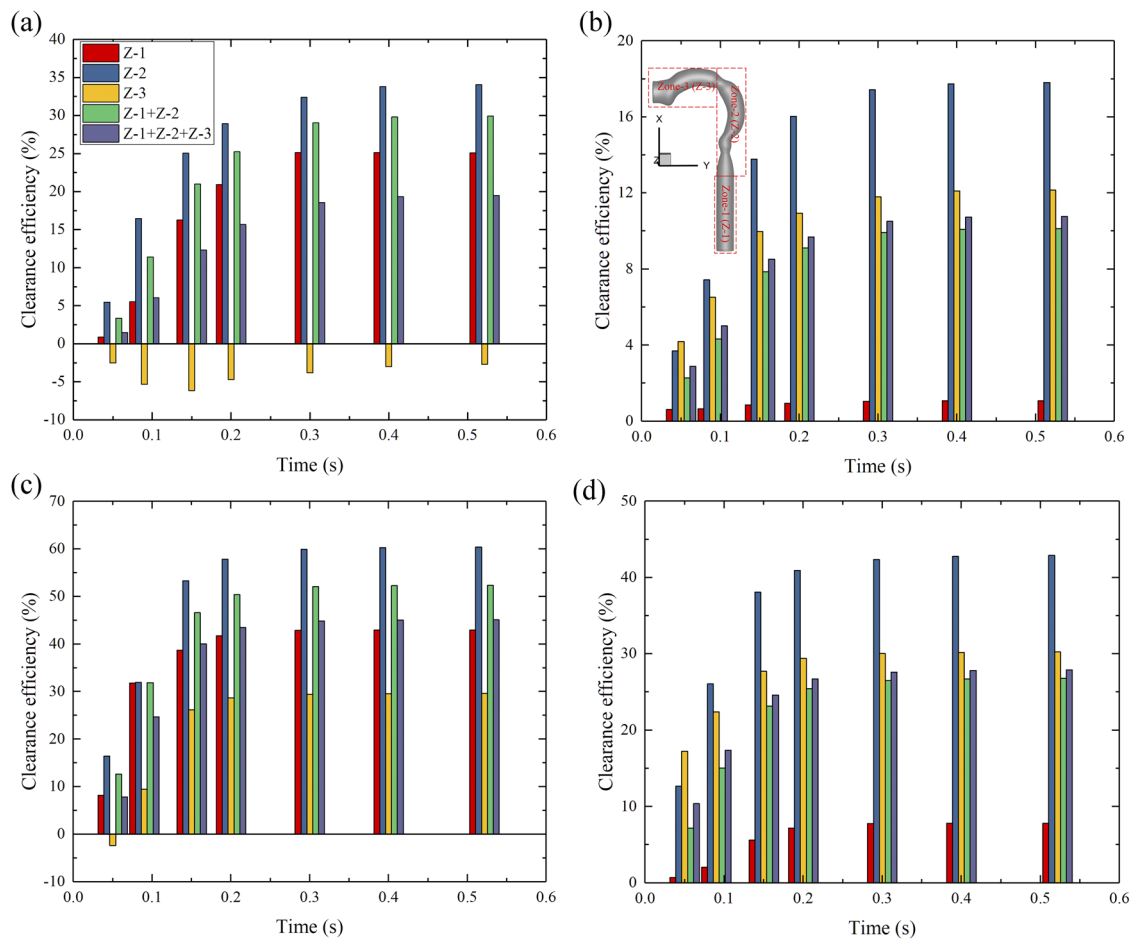 (a)
Z-1
Z-2
Z-3
Z-1+Z-2
Z-1+Z-2+Z-3
Clearance efficiency (%)
40
35
30
25
20
15
10
5
0
-5
-10
0.0 0.1 0.2 0.3 0.4 0.5 0.6
Time (s)
(b)
Clearance efficiency (%)
20
16
12
8
4
0
Zone-3 (Z-3)
Zone-2 (Z-2)
Zone-1 (Z-1)
X
Z
Y
0.0 0.1 0.2 0.3 0.4 0.5 0.6
Time (s)
(c)
Clearance efficiency (%)
70
60
50
40
30
20
10
0
-10
0.0 0.1 0.2 0.3 0.4 0.5 0.6
Time (s)
(d)
Clearance efficiency (%)
50
40
30
20
10
0
0.0 0.1 0.2 0.3 0.4 0.5 0.6
Time (s)